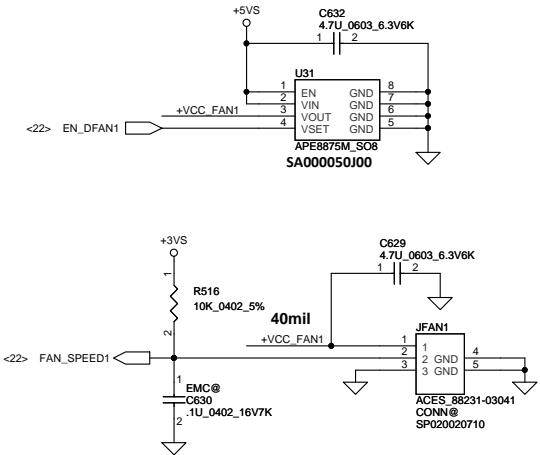 +5VS
C632
4.7U_0603_6.3V6K
1 2
U31
1 EN GND 8
2 VIN GND 7
+VCC_FAN1 3 VOUT GND 6
<22> EN_DFAN1 4 VSET GND 5
APE8875M_SO8
SA000050J00
+3VS
C629
4.7U_0603_6.3V6K
1 2
1
R516
10K_0402_5%
2
40mil
JFAN1
+VCC_FAN1 1 1
<22> FAN_SPEED1 2 2 GND 4
3 3 GND 5
1
EMC@
C630
.1U_0402_16V7K
2
ACES_88231-03041
CONN@
SP020020710